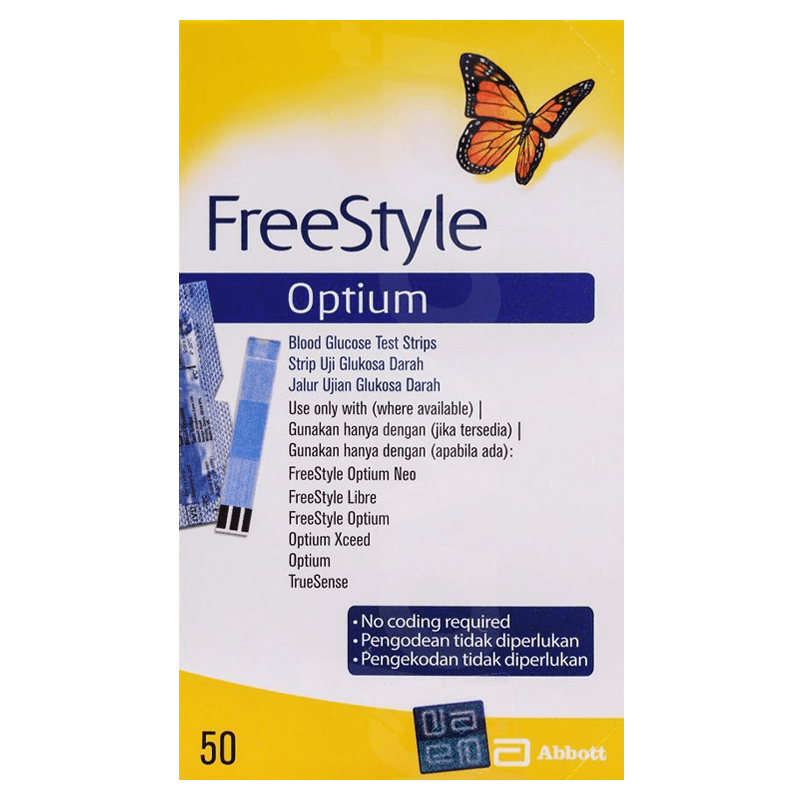 FreeStyle
Optium
Blood Glucose Test Strips
Strip Uji Glukosa Darah
Jalur Ujian Glukosa Darah
Use only with (where available) |
Gunakan hanya dengan (jika tersedia) |
Gunakan hanya dengan (apabila ada):
FreeStyle Optium Neo
FreeStyle Libre
FreeStyle Optium
Optium Xceed
Optium
TrueSense
• No coding required
• Pengodean tidak diperlukan
• Pengekodan tidak diperlukan
50
Abbott